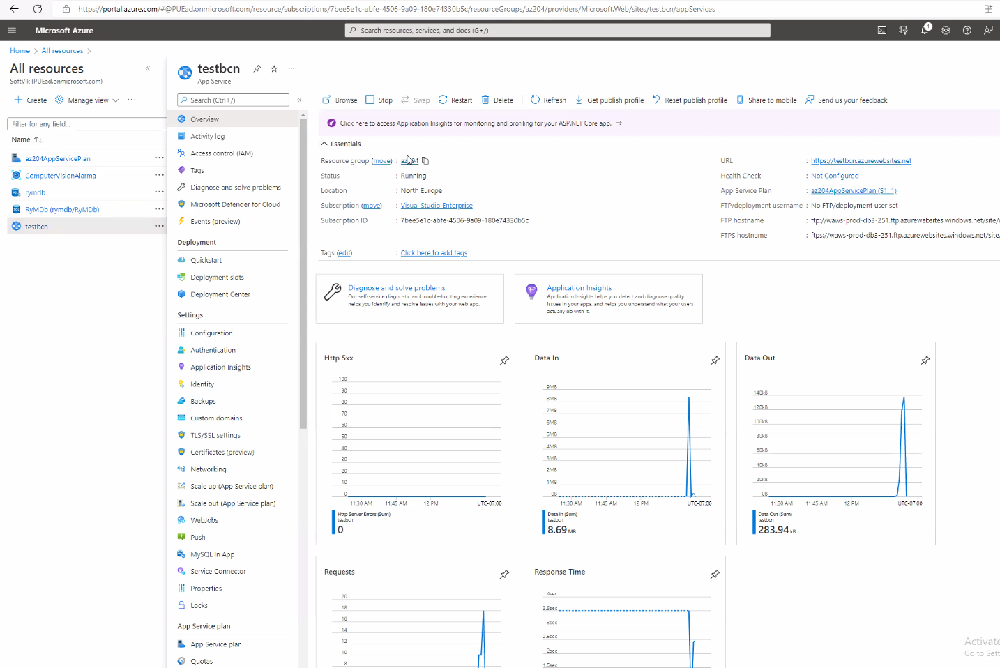 https://portal.azure.com/#@PUEad.onmicrosoft.com/resource/subscriptions/7bee5e1c-abfe-4506-9a09-180e74330b5c/resourceGroups/az204/providers/Microsoft.Web/sites/testbcn/appServices
Microsoft Azure
Search resources, services, and docs (G+/)
1
Home > All resources >
All resources
SoftVik (PUEad.onmicrosoft.com)
Create
Manage view
Filter for any field...
Name
az204AppServicePlan
ComputerVisionAlarma
rymdb
RyMDb (rymdb/RyMDb)
testbcn
testbcn
App Service
Search (Ctrl+/)
Overview
Activity log
Access control (IAM)
Tags
Diagnose and solve problems
Microsoft Defender for Cloud
Events (preview)
Deployment
Quickstart
Deployment slots
Deployment Center
Settings
Configuration
Authentication
Application Insights
Identity
Backups
Custom domains
TLS/SSL settings
Certificates (preview)
Networking
Scale up (App Service plan)
Scale out (App Service plan)
WebJobs
Push
MySQL In App
Service Connector
Properties
Locks
App Service plan
App Service plan
Quotas
Browse Stop Swap Restart Delete Refresh Get publish profile Reset publish profile Share to mobile Send us your feedback
Click here to access Application Insights for monitoring and profiling for your ASP.NET Core app. →
Essentials
Resource group (move) : az204
Status : Running
Location : North Europe
Subscription (move) : Visual Studio Enterprise
Subscription ID : 7bee5e1c-abfe-4506-9a09-180e74330b5c
Tags (edit) : Click here to add tags
URL : https://testbcn.azurewebsites.net
Health Check : Not Configured
App Service Plan : az204AppServicePlan (S1: 1)
FTP/deployment username : No FTP/deployment user set
FTP hostname : ftp://waws-prod-db3-251.ftp.azurewebsites.windows.net/site/
FTPS hostname : ftps://waws-prod-db3-251.ftp.azurewebsites.windows.net/site
Diagnose and solve problems
Our self-service diagnostic and troubleshooting experience
helps you identify and resolve issues with your web app.
Application Insights
Application Insights helps you detect and diagnose quality
issues in your apps, and helps you understand what your users
actually do with it.
Http 5xx
100
90
80
70
60
50
40
30
20
10
0
11:30 AM 11:45 AM 12 PM UTC-07:00
Http Server Errors (Sum)
testbcn
0
Data In
9MB
8MB
7MB
6MB
5MB
4MB
3MB
2MB
1MB
0B
11:30 AM 11:45 AM 12 PM UTC-07:00
Data In (Sum)
testbcn
8.69 MB
Data Out
140kB
120kB
100kB
80kB
60kB
40kB
20kB
0B
11:30 AM 11:45 AM 12 PM UTC-07:00
Data Out (Sum)
testbcn
283.94 kB
Requests
20
18
16
14
12
10
8
Response Time
4sec
3.5sec
3sec
2.5sec
2sec
1.5sec
Activate
Go to Sett